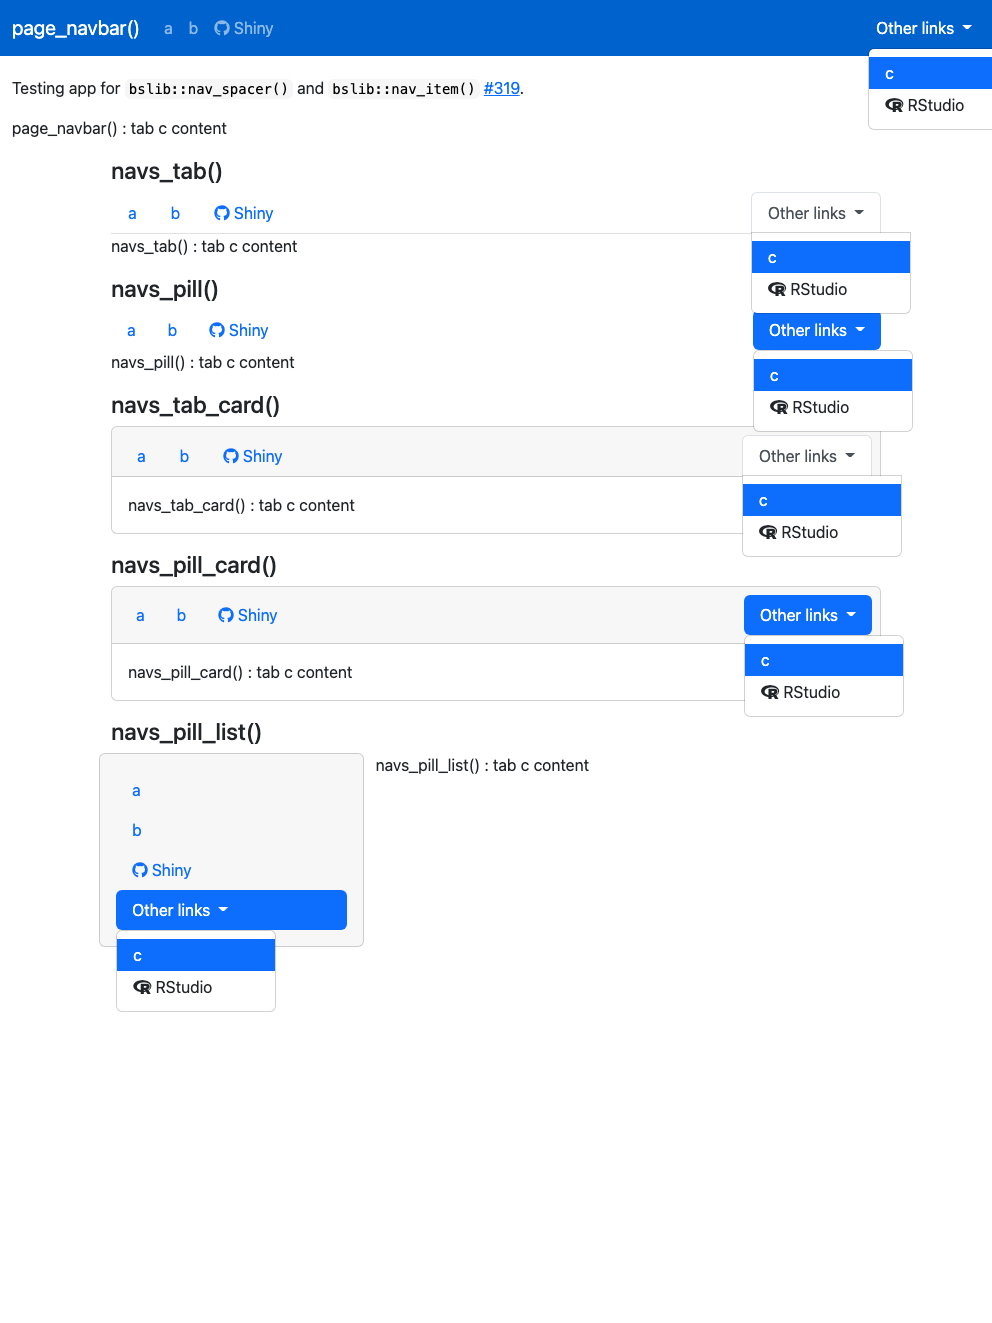 page_navbar() a b Shiny Other links
c
RStudio
Testing app for bslib::nav_spacer() and bslib::nav_item() #319.
page_navbar() : tab c content
navs_tab()
a b Shiny Other links
navs_tab() : tab c content
c
RStudio
navs_pill()
a b Shiny Other links
navs_pill() : tab c content
c
RStudio
navs_tab_card()
a b Shiny Other links
navs_tab_card() : tab c content
c
RStudio
navs_pill_card()
a b Shiny Other links
navs_pill_card() : tab c content
c
RStudio
navs_pill_list()
navs_pill_list() : tab c content
a
b
Shiny
Other links
c
RStudio